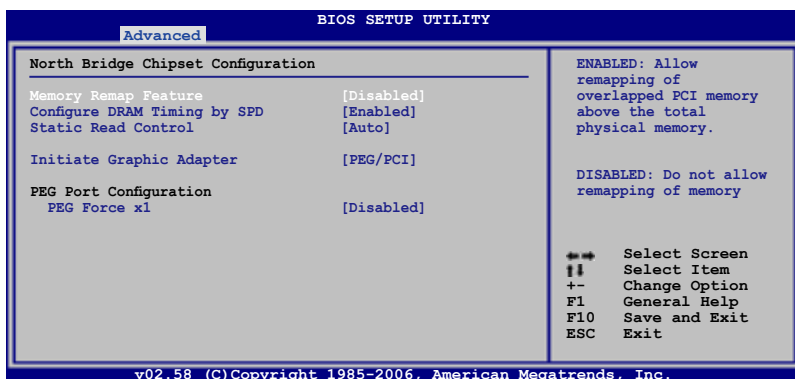 BIOS SETUP UTILITY
Advanced
North Bridge Chipset Configuration
Memory Remap Feature [Disabled]
Configure DRAM Timing by SPD [Enabled]
Static Read Control [Auto]
Initiate Graphic Adapter [PEG/PCI]
PEG Port Configuration
PEG Force x1 [Disabled]
ENABLED: Allow
remapping of
overlapped PCI memory
above the total
physical memory.
DISABLED: Do not allow
remapping of memory
←→ Select Screen
↑↓ Select Item
+- Change Option
F1 General Help
F10 Save and Exit
ESC Exit
v02.58 (C)Copyright 1985-2006, American Megatrends, Inc.